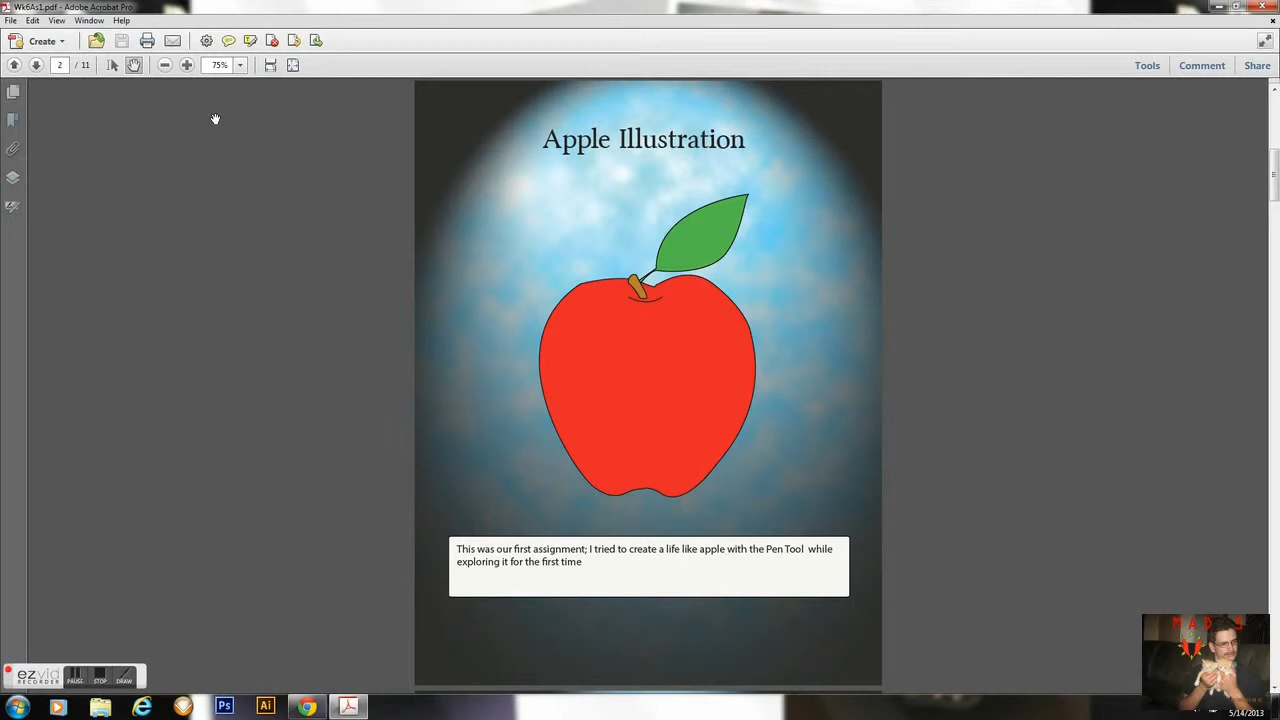 Wk6As1.pdf - Adobe Acrobat Pro
File Edit View Window Help
Create
2 / 11 75% Tools Comment Share
Apple Illustration
This was our first assignment; I tried to create a life like apple with the Pen Tool while
exploring it for the first time
ezvid
RECORDER
PAUSE STOP DRAW
M A D
Ps Ai
5/14/2013